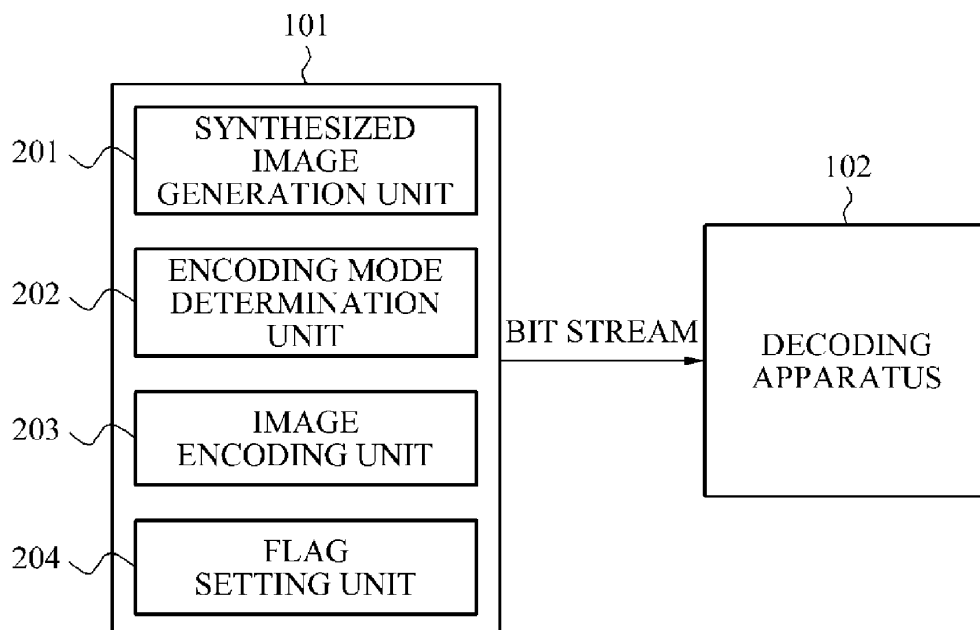 101
201
SYNTHESIZED
IMAGE
GENERATION UNIT
202
ENCODING MODE
DETERMINATION
UNIT
203
IMAGE
ENCODING UNIT
204
FLAG
SETTING UNIT
BIT STREAM
102
DECODING
APPARATUS